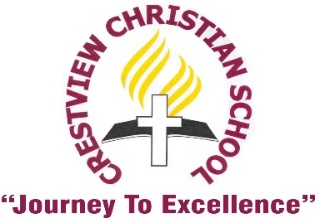 CRESTVIEW CHRISTIAN SCHOOL
“Journey To Excellence”